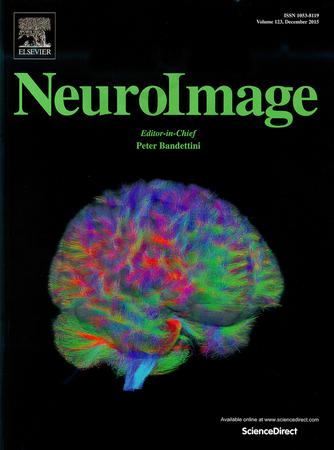 ISSN 1053-8119
Volume 123, December 2015
ELSEVIER
NeuroImage
Editor-in-Chief
Peter Bandettini
Available online at www.sciencedirect.com
ScienceDirect